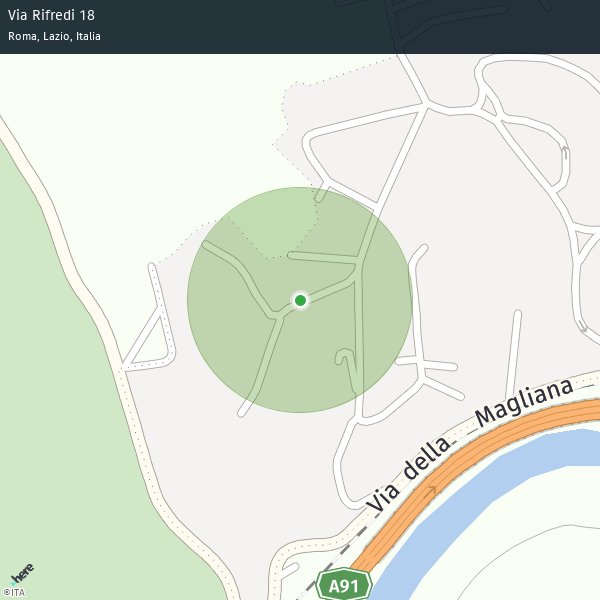 Via Rifredi 18
Roma, Lazio, Italia
Via della Magliana
A91
here
©ITA